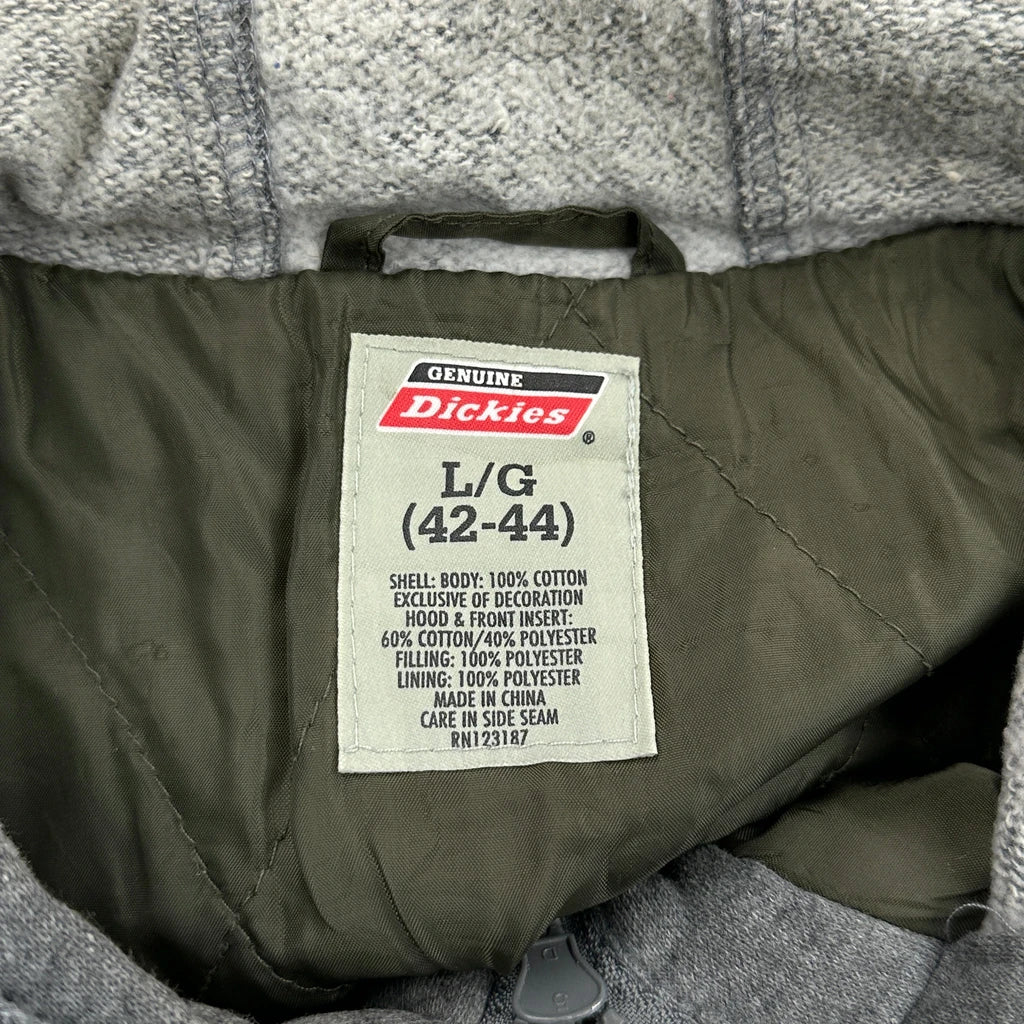 GENUINE
Dickies
®
L/G
(42-44)
SHELL: BODY: 100% COTTON
EXCLUSIVE OF DECORATION
HOOD & FRONT INSERT:
60% COTTON/40% POLYESTER
FILLING: 100% POLYESTER
LINING: 100% POLYESTER
MADE IN CHINA
CARE IN SIDE SEAM
RN123187